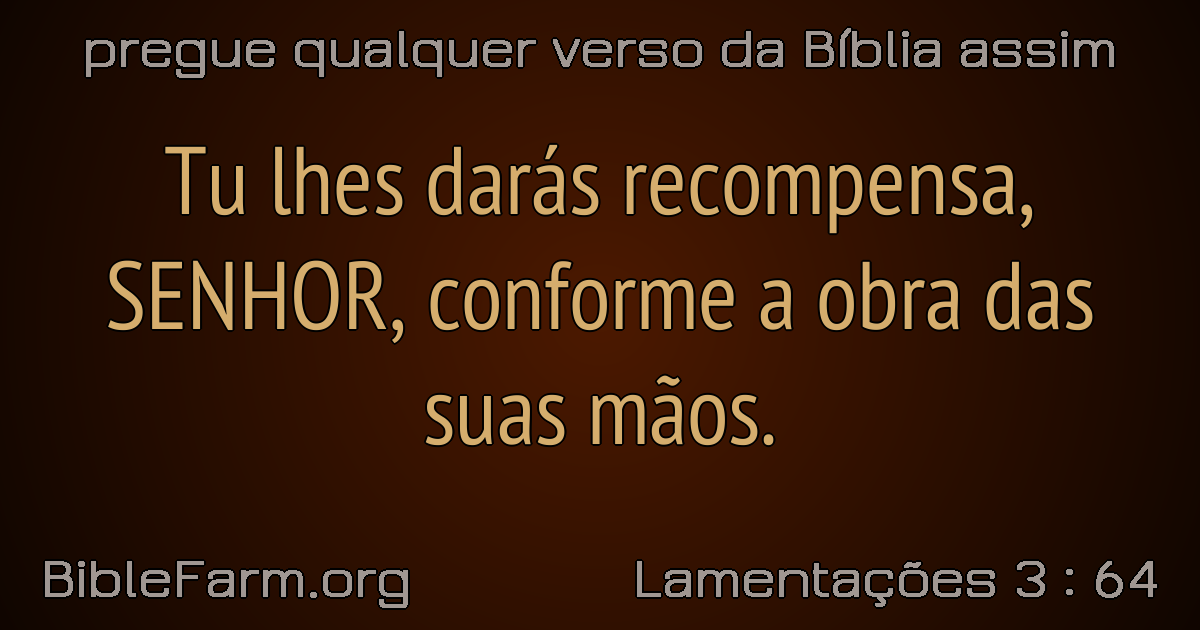 pregue qualquer verso da Bíblia assim
Tu lhes darás recompensa,
SENHOR, conforme a obra das
suas mãos.
BibleFarm.org
Lamentações 3 : 64